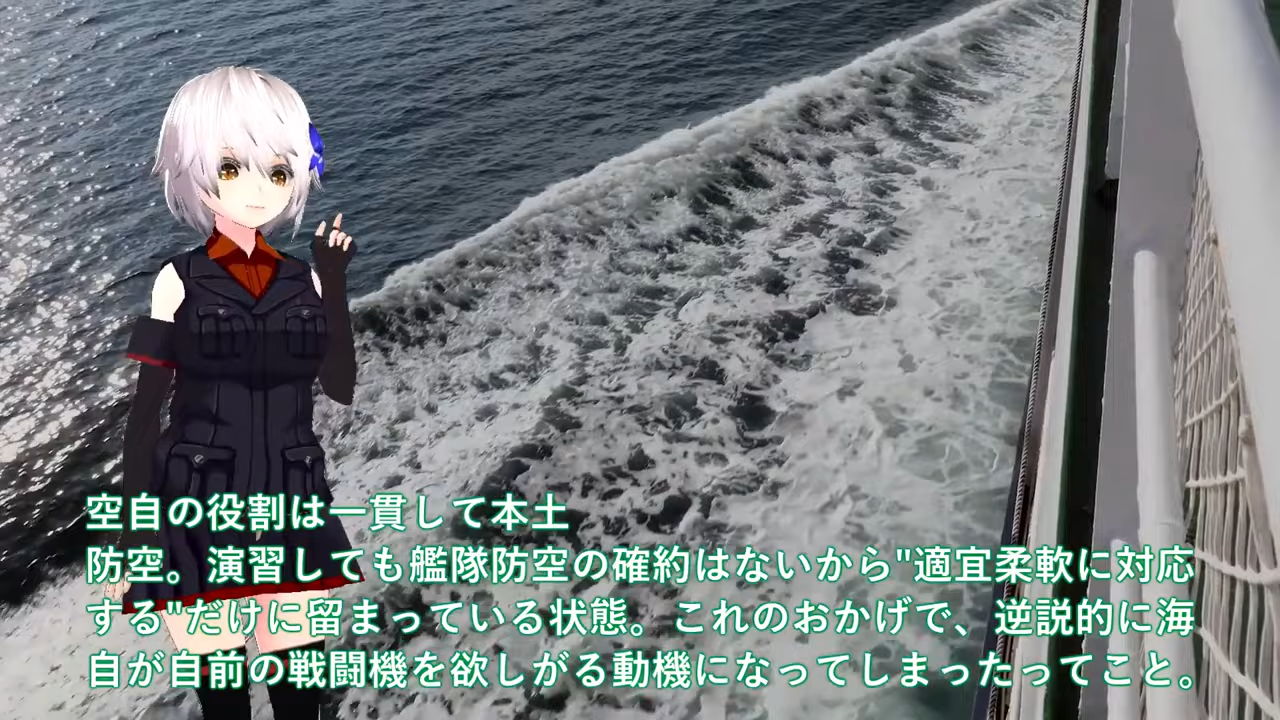 空自の役割は一貫して本土
防空。演習しても艦隊防空の確約はないから"適宜柔軟に対応
する"だけに留まっている状態。これのおかげで、逆説的に海
自が自前の戦闘機を欲しがる動機になってしまったってこと。